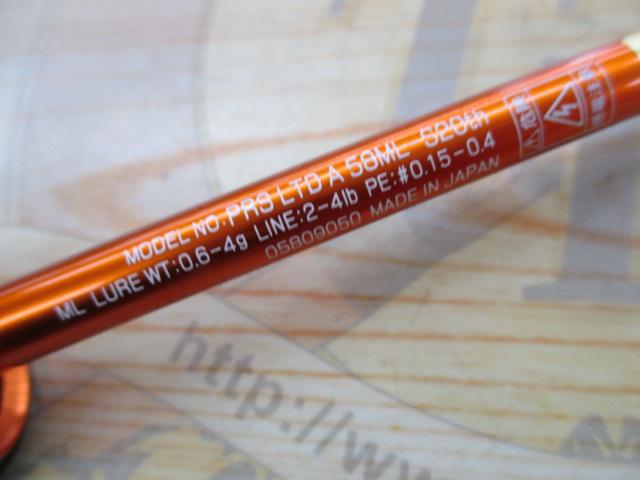 MODEL NO.PRS LTD A 58ML S20th
ML LURE WT:0.6-4g LINE:2-4lb PE:#0.15-0.4
05809050 MADE IN JAPAN
http://ww